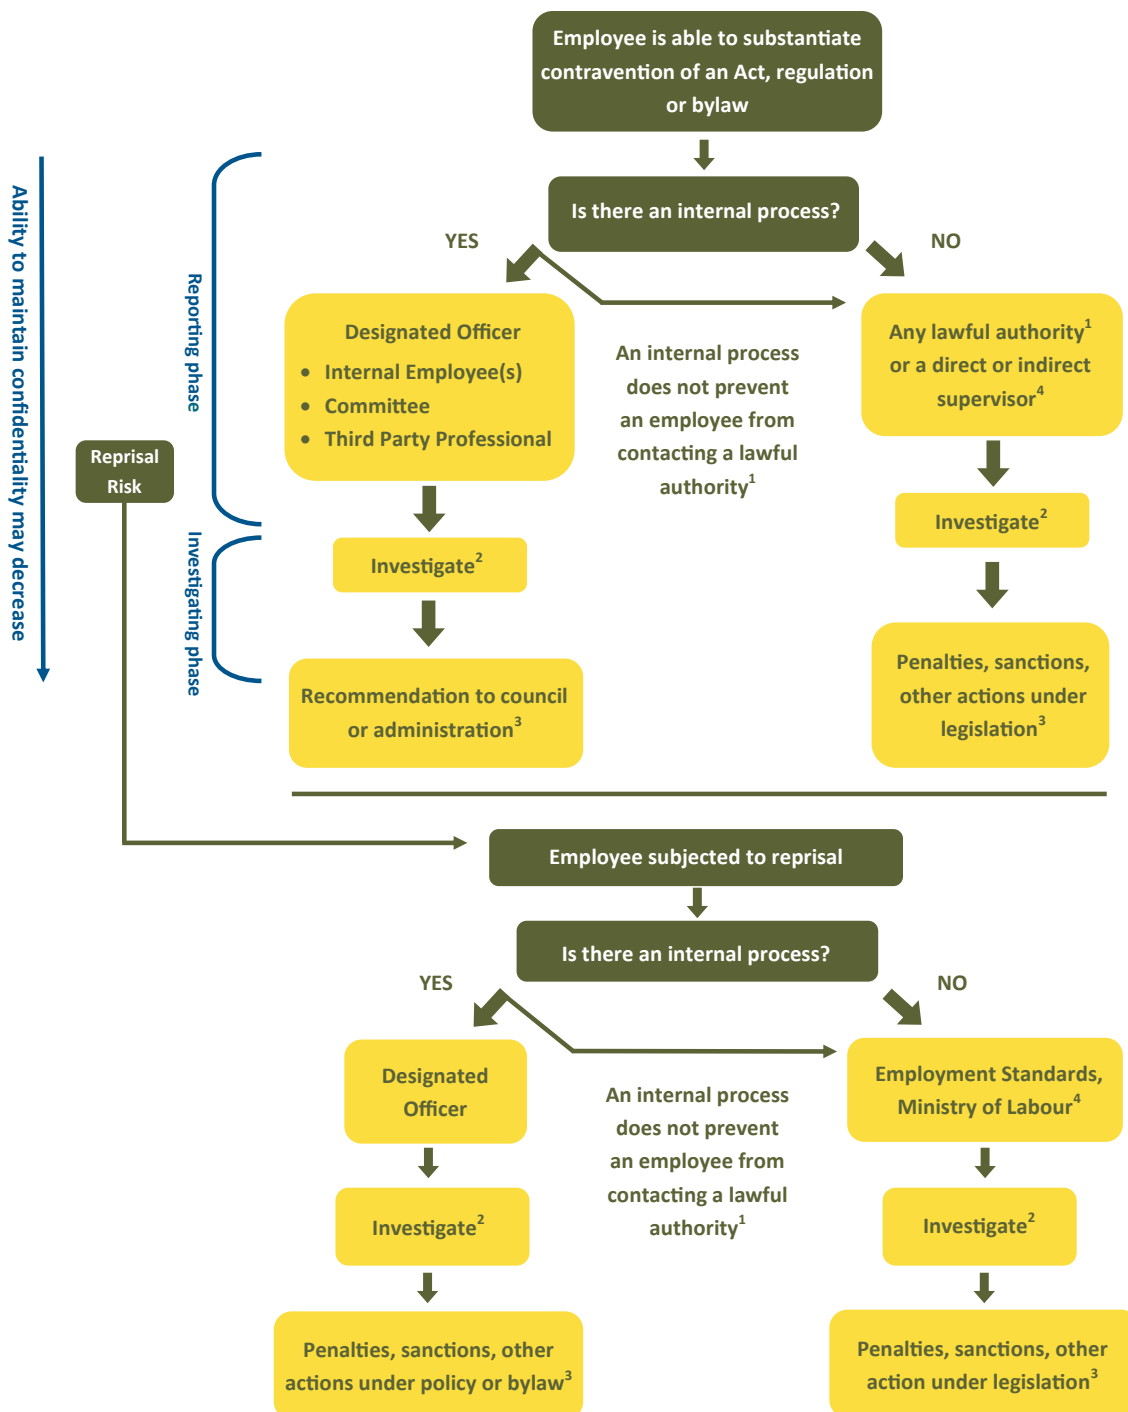 Employee is able to substantiate
contravention of an Act, regulation
or bylaw
Ability to maintain confidentiality may decrease
Reporting phase
Investigating phase
Reprisal
Risk
Is there an internal process?
YES
NO
Designated Officer
• Internal Employee(s)
• Committee
• Third Party Professional
An internal process
does not prevent
an employee from
contacting a lawful
authority1
Any lawful authority1
or a direct or indirect
supervisor4
Investigate2
Investigate2
Recommendation to council
or administration3
Penalties, sanctions,
other actions under
legislation3
Employee subjected to reprisal
Is there an internal process?
YES
NO
Designated
Officer
An internal process
does not prevent
an employee from
contacting a lawful
authority1
Employment Standards,
Ministry of Labour4
Investigate2
Investigate2
Penalties, sanctions, other
actions under policy or bylaw3
Penalties, sanctions, other
action under legislation3